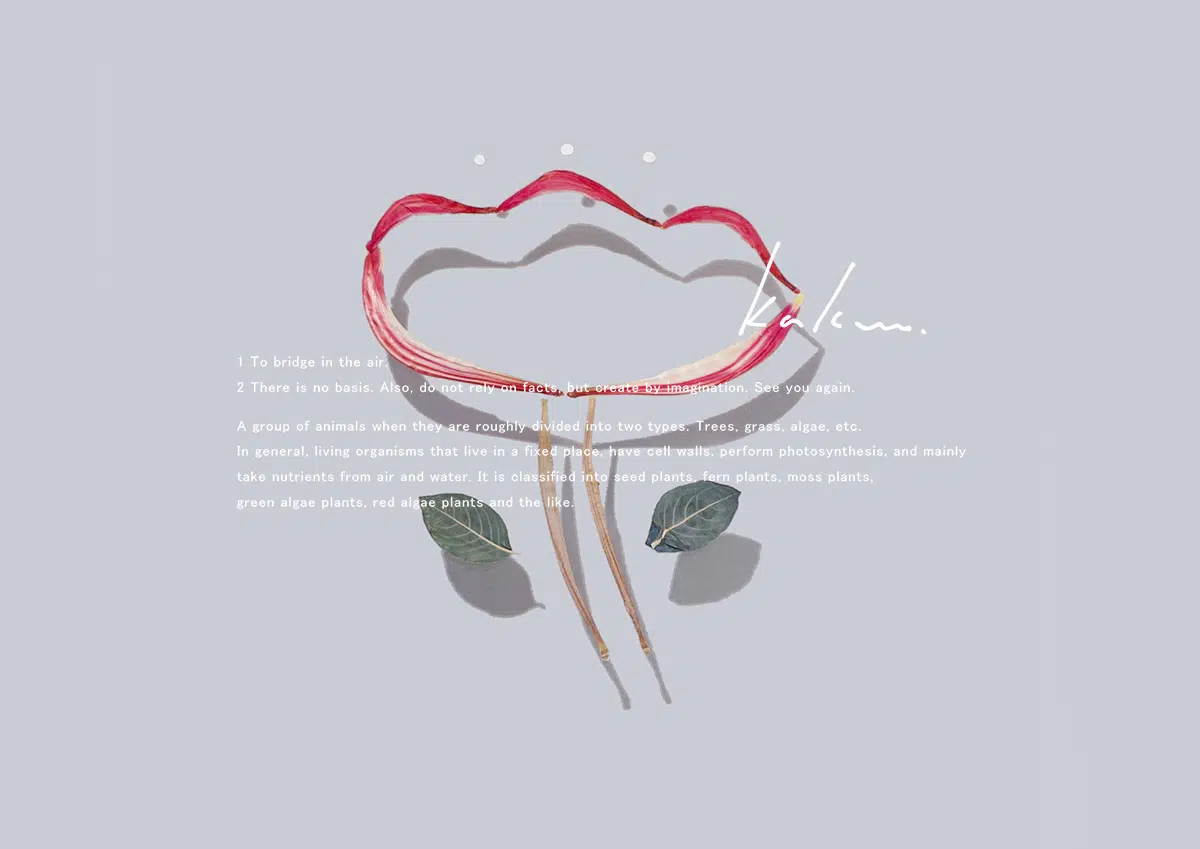 kaku.
1 To bridge in the air.
2 There is no basis. Also, do not rely on facts, but create by imagination. See you again.
A group of animals when they are roughly divided into two types. Trees, grass, algae, etc.
In general, living organisms that live in a fixed place, have cell walls. perform photosynthesis, and mainly
take nutrients from air and water. It is classified into seed plants, fern plants, moss plants,
green algae plants, red algae plants and the like.